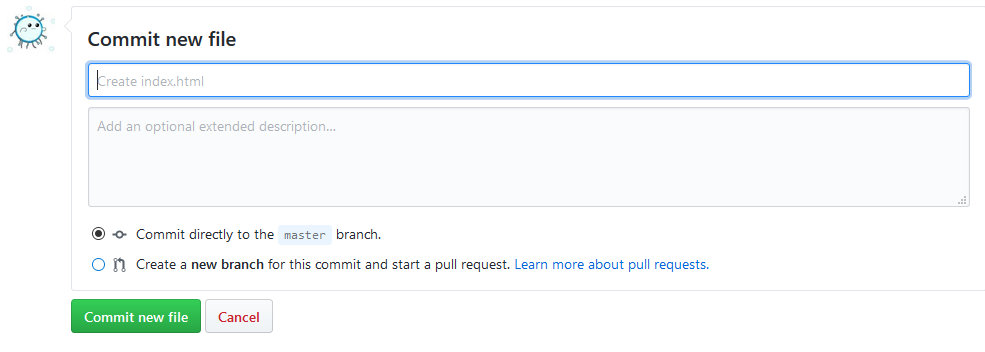 Commit new file
Create index.html
Add an optional extended description...
Commit directly to the master branch.
Create a new branch for this commit and start a pull request. Learn more about pull requests.
Commit new file Cancel